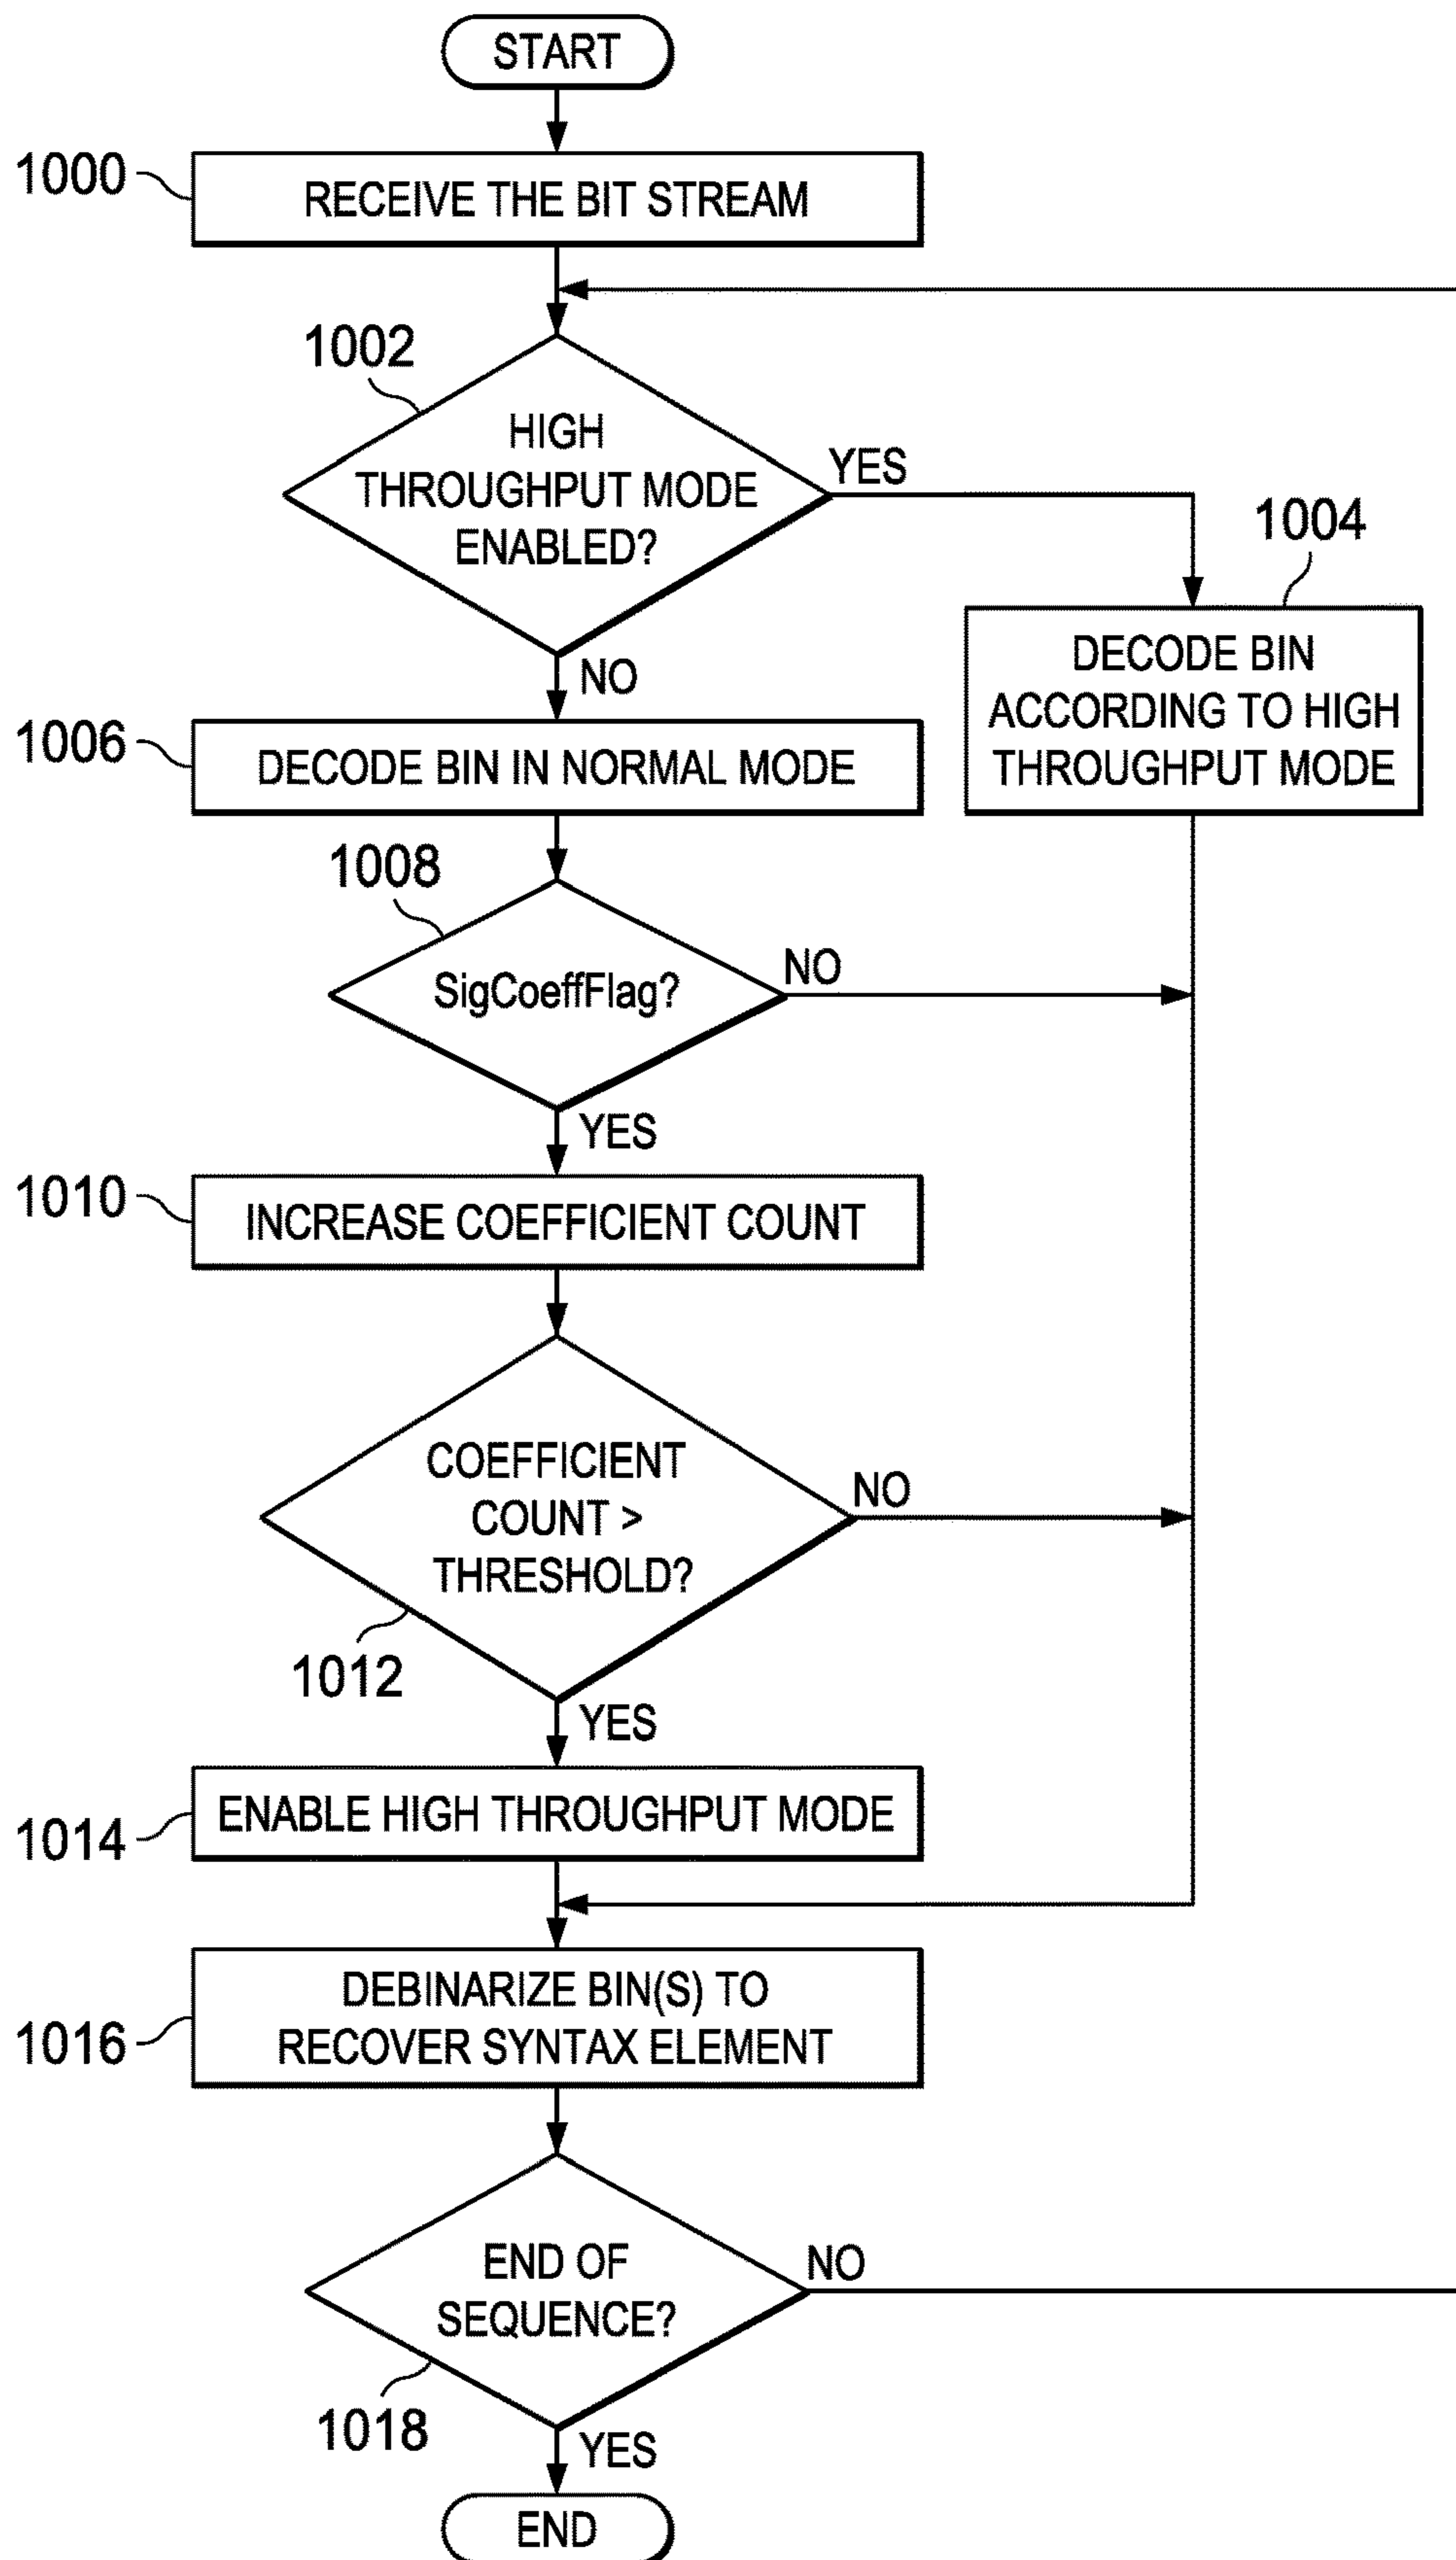 START
1000
RECEIVE THE BIT STREAM
1002
HIGH
THROUGHPUT MODE
ENABLED?
YES
NO
1004
DECODE BIN
ACCORDING TO HIGH
THROUGHPUT MODE
1006
DECODE BIN IN NORMAL MODE
1008
SigCoeffFlag?
NO
YES
1010
INCREASE COEFFICIENT COUNT
COEFFICIENT
COUNT >
THRESHOLD?
NO
1012
YES
1014
ENABLE HIGH THROUGHPUT MODE
1016
DEBINARIZE BIN(S) TO
RECOVER SYNTAX ELEMENT
END OF
SEQUENCE?
NO
1018
YES
END